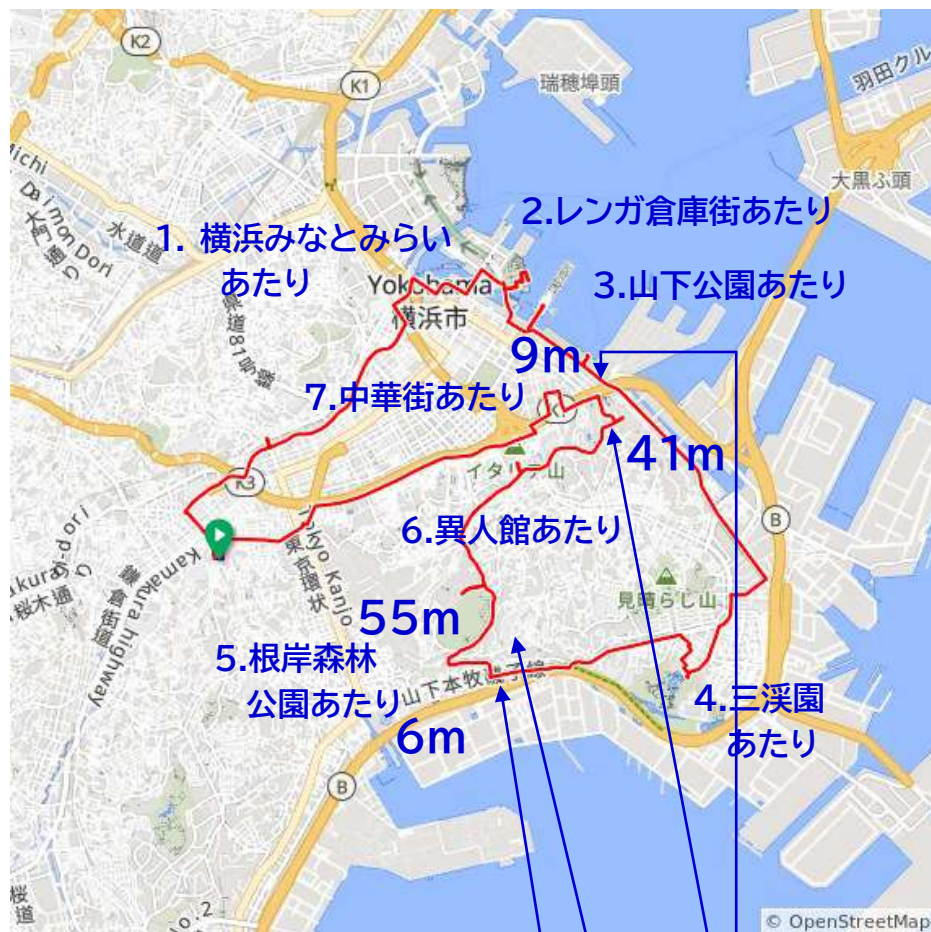 K2
K1
瑞穂埠頭
羽田クル
大黒ふ頭
Daimon Dori
水道道
2.レンガ倉庫街あたり
1. 横浜みなとみらい
あたり
3.山下公園あたり
Yokohama
横浜市
9m
7.中華街あたり
41m
イタリア山
K3
6.異人館あたり
B
Tokyo Kanjo
東京環状
Kamakura highway
鎌倉街道
桜木通
見晴らし山
55m
5.根岸森林
公園あたり
山下本牧磯子線
4.三渓園
あたり
6m
B
© OpenStreetMap